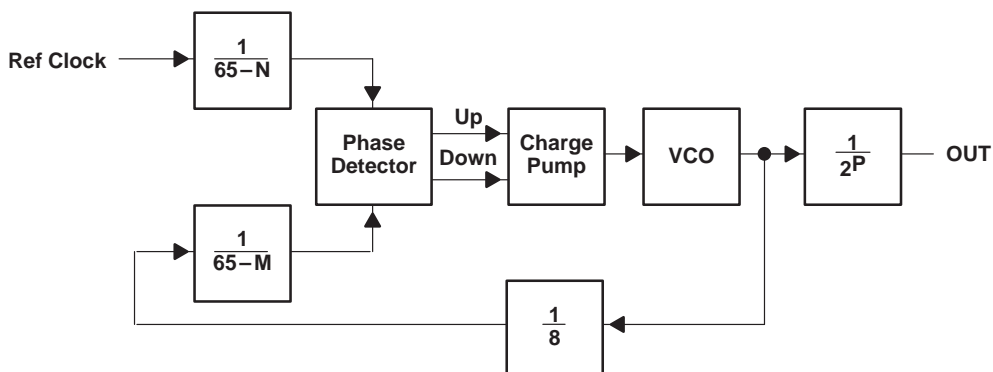 Ref Clock
1
65–N
Phase
Detector
Up
Down
Charge
Pump
VCO
1
2P
OUT
1
65–M
1
8